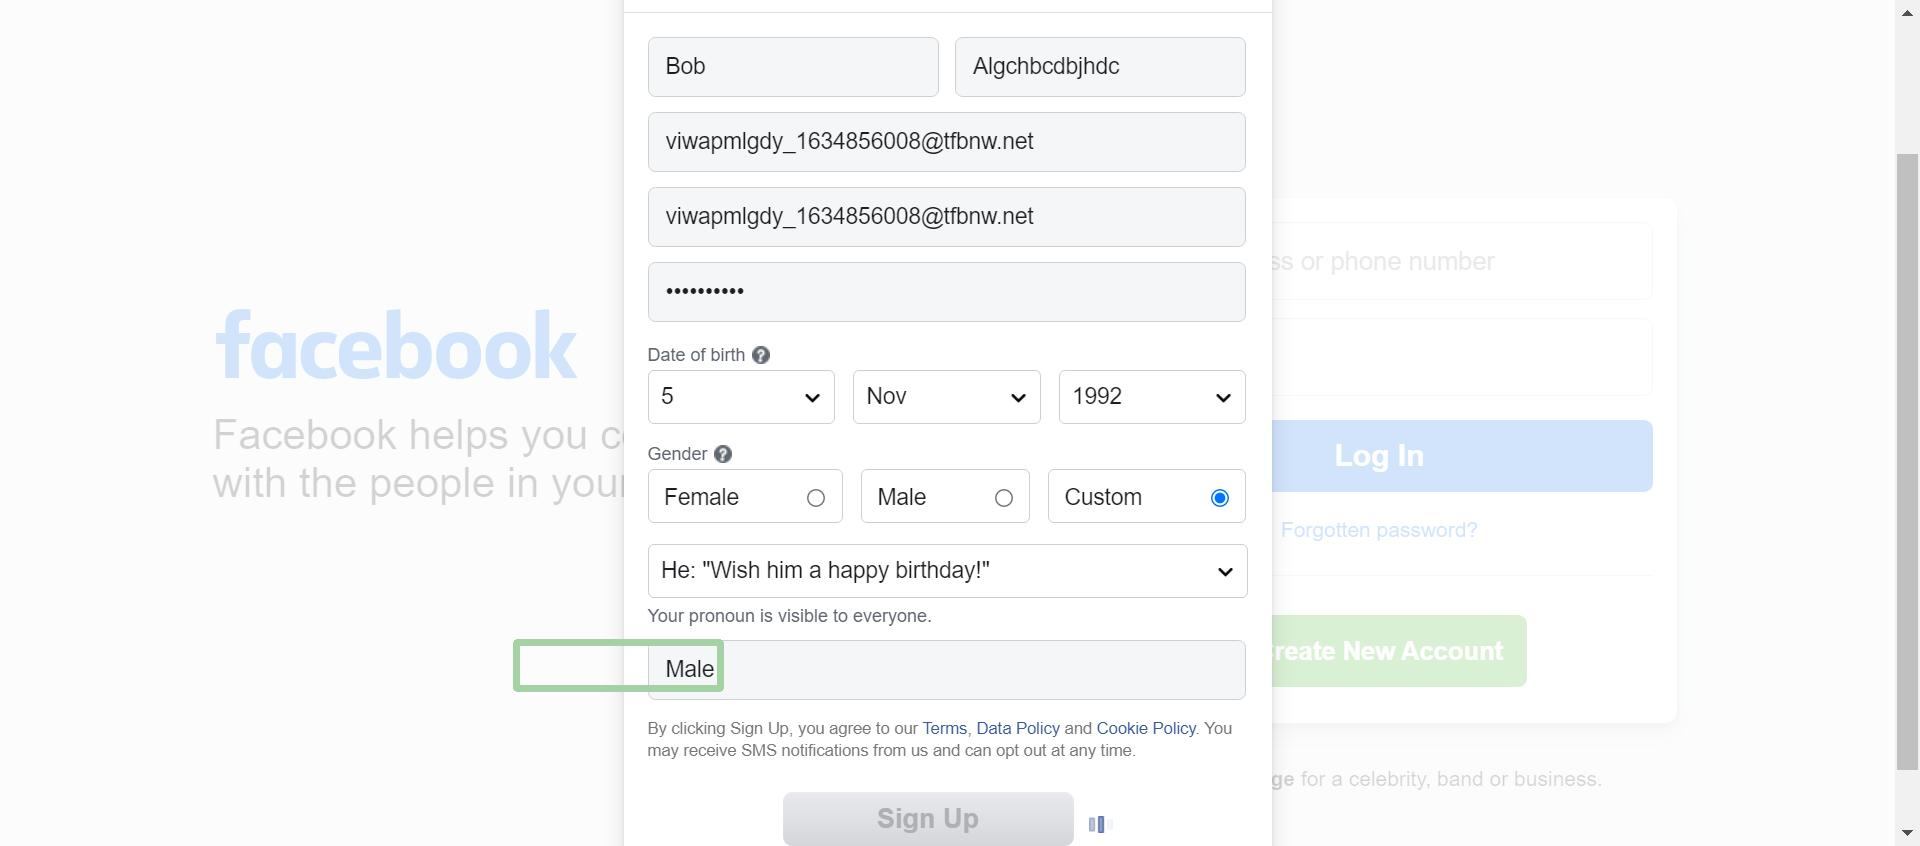 Bob
Algchbcdbjhdc
viwapmlgdy_1634856008@tfbnw.net
viwapmlgdy_1634856008@tfbnw.net
••••••••••
Date of birth ?
5
Nov
1992
Gender ?
Female
Male
Custom
He: "Wish him a happy birthday!"
Your pronoun is visible to everyone.
Male
By clicking Sign Up, you agree to our Terms, Data Policy and Cookie Policy. You
may receive SMS notifications from us and can opt out at any time.
Sign Up
facebook
Facebook helps you
with the people in your
or phone number
Log In
Forgotten password?
Create New Account
for a celebrity, band or business.